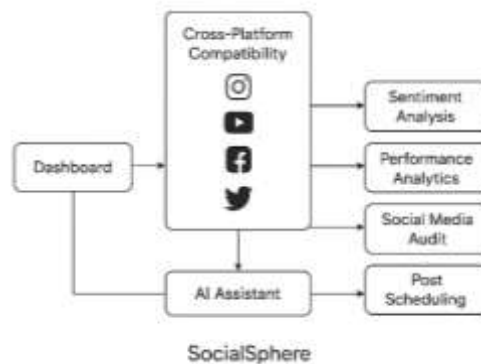 Cross-Platform
Compatibility
Dashboard
AI Assistant
Sentiment
Analysis
Performance
Analytics
Social Media
Audit
Post
Scheduling
SocialSphere